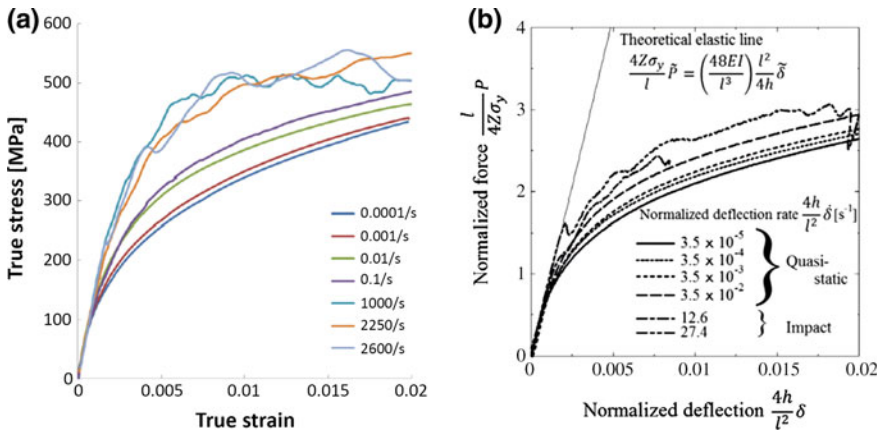 (a)
600
500
400
300
200
100
0
True stress [MPa]
0
0.005
0.01
0.015
0.02
True strain
0.0001/s
0.001/s
0.01/s
0.1/s
1000/s
2250/s
2600/s
(b)
4
3
2
1
0
Normalized force l/4Zσy P
Theoretical elastic line
4Zσy/l P̃ = (48EI/l³) l²/4h δ̃
Normalized deflection rate 4h/l² δ̇ [s⁻¹]
3.5 x 10⁻⁵
3.5 x 10⁻⁴
3.5 x 10⁻³
3.5 x 10⁻²
Quasi-
static
12.6
27.4
Impact
0
0.005
0.01
0.015
0.02
Normalized deflection 4h/l² δ